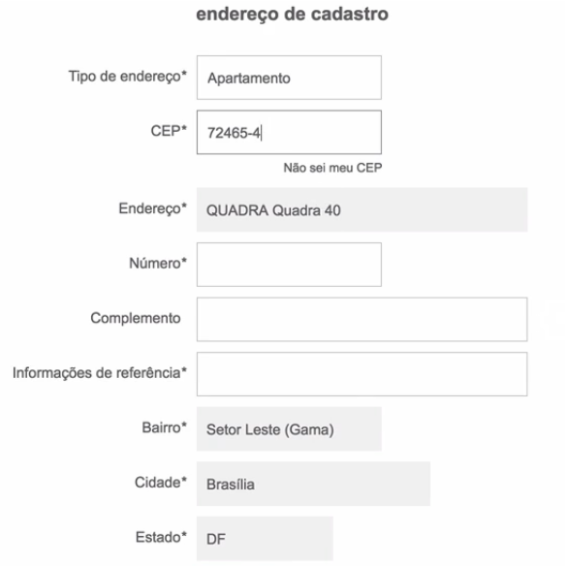 endereço de cadastro
Tipo de endereço* Apartamento
CEP* 72465-4
Não sei meu CEP
Endereço* QUADRA Quadra 40
Número*
Complemento
Informações de referência*
Bairro* Setor Leste (Gama)
Cidade* Brasília
Estado* DF